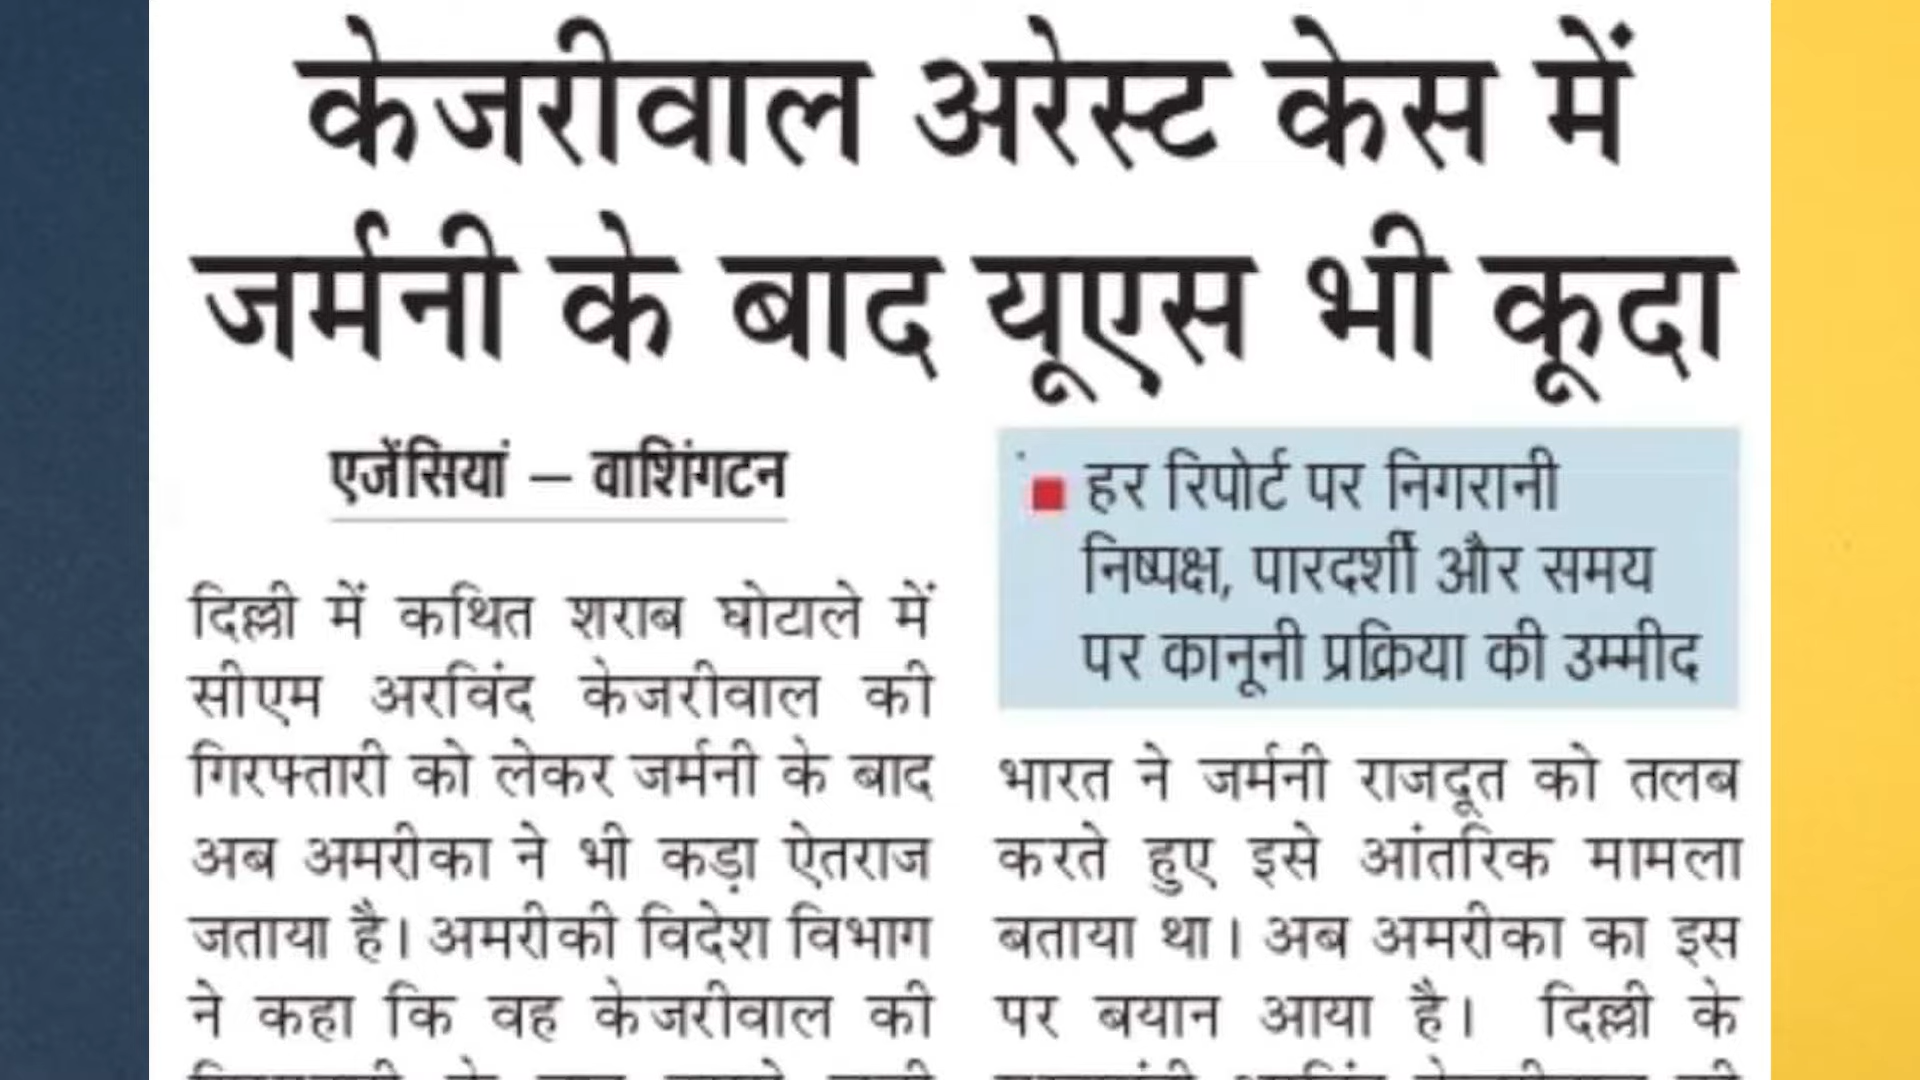 केजरीवाल अरेस्ट केस में
जर्मनी के बाद यूएस भी कूदा
एजेंसियां – वाशिंगटन
दिल्ली में कथित शराब घोटाले में
सीएम अरविंद केजरीवाल की
गिरफ्तारी को लेकर जर्मनी के बाद
अब अमरीका ने भी कड़ा ऐतराज
जताया है। अमरीकी विदेश विभाग
ने कहा कि वह केजरीवाल की
हर रिपोर्ट पर निगरानी
निष्पक्ष, पारदर्शी और समय
पर कानूनी प्रक्रिया की उम्मीद
भारत ने जर्मनी राजदूत को तलब
करते हुए इसे आंतरिक मामला
बताया था। अब अमरीका का इस
पर बयान आया है। दिल्ली के